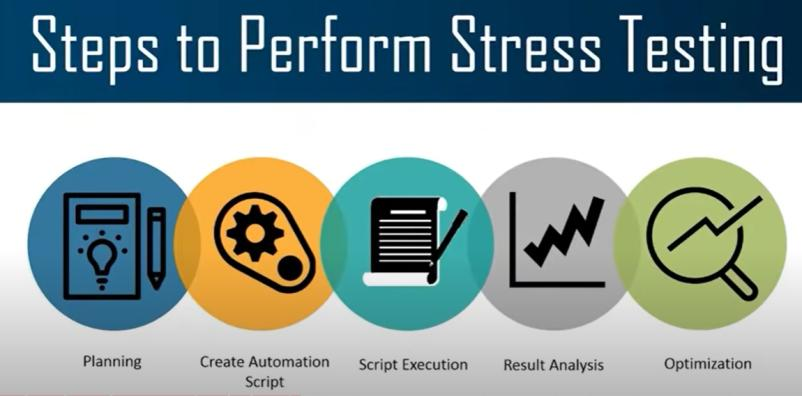 Steps to Perform Stress Testing
Planning
Create Automation
Script
Script Execution
Result Analysis
Optimization